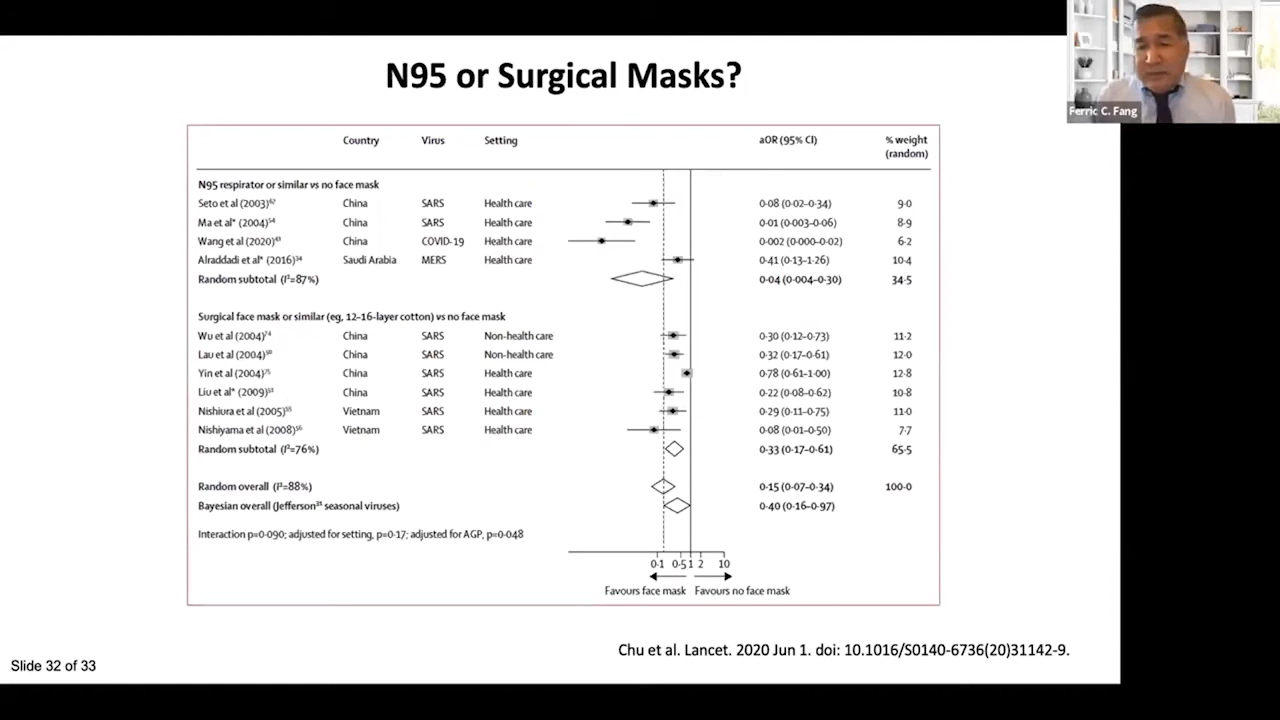 N95 or Surgical Masks?
Ferric C. Fang
Country Virus Setting aOR (95% CI) % weight
(random)
N95 respirator or similar vs no face mask
Seto et al (2003)⁶⁷ China SARS Health care 0·08 (0·02–0·34) 9·0
Ma et al* (2004)⁵⁴ China SARS Health care 0·01 (0·003–0·06) 8·9
Wang et al (2020)⁴³ China COVID-19 Health care 0·002 (0·000–0·02) 6·2
Alraddadi et al* (2016)³⁴ Saudi Arabia MERS Health care 0·41 (0·13–1·26) 10·4
Random subtotal (I²=87%) 0·04 (0·004–0·30) 34·5
Surgical face mask or similar (eg, 12–16-layer cotton) vs no face mask
Wu et al (2004)⁷⁴ China SARS Non-health care 0·30 (0·12–0·73) 11·2
Lau et al (2004)⁵⁰ China SARS Non-health care 0·32 (0·17–0·61) 12·0
Yin et al (2004)⁷⁵ China SARS Health care 0·78 (0·61–1·00) 12·8
Liu et al* (2009)⁵¹ China SARS Health care 0·22 (0·08–0·62) 10·8
Nishiura et al (2005)⁵⁵ Vietnam SARS Health care 0·29 (0·11–0·75) 11·0
Nishiyama et al (2008)⁵⁶ Vietnam SARS Health care 0·08 (0·01–0·50) 7·7
Random subtotal (I²=76%) 0·33 (0·17–0·61) 65·5
Random overall (I²=88%) 0·15 (0·07–0·34) 100·0
Bayesian overall (Jefferson³¹ seasonal viruses) 0·40 (0·16–0·97)
Interaction p=0·090; adjusted for setting, p=0·17; adjusted for AGP, p=0·048
0·1 0·5 1 2 10
Favours face mask Favours no face mask
Chu et al. Lancet. 2020 Jun 1. doi: 10.1016/S0140-6736(20)31142-9.
Slide 32 of 33